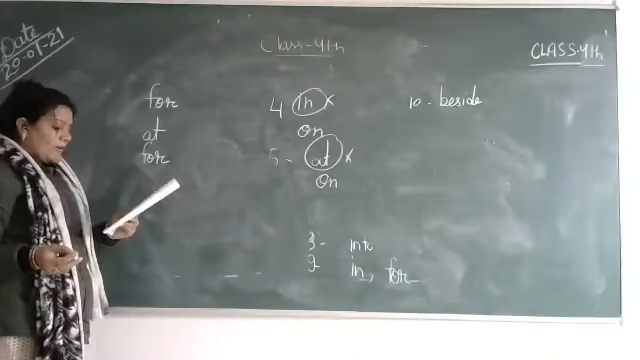 Date
20-01-21
Class-4th
CLASS-4th
for
at
for
4 in ×
on
5- at ×
on
10- beside
3- into
9 in, for